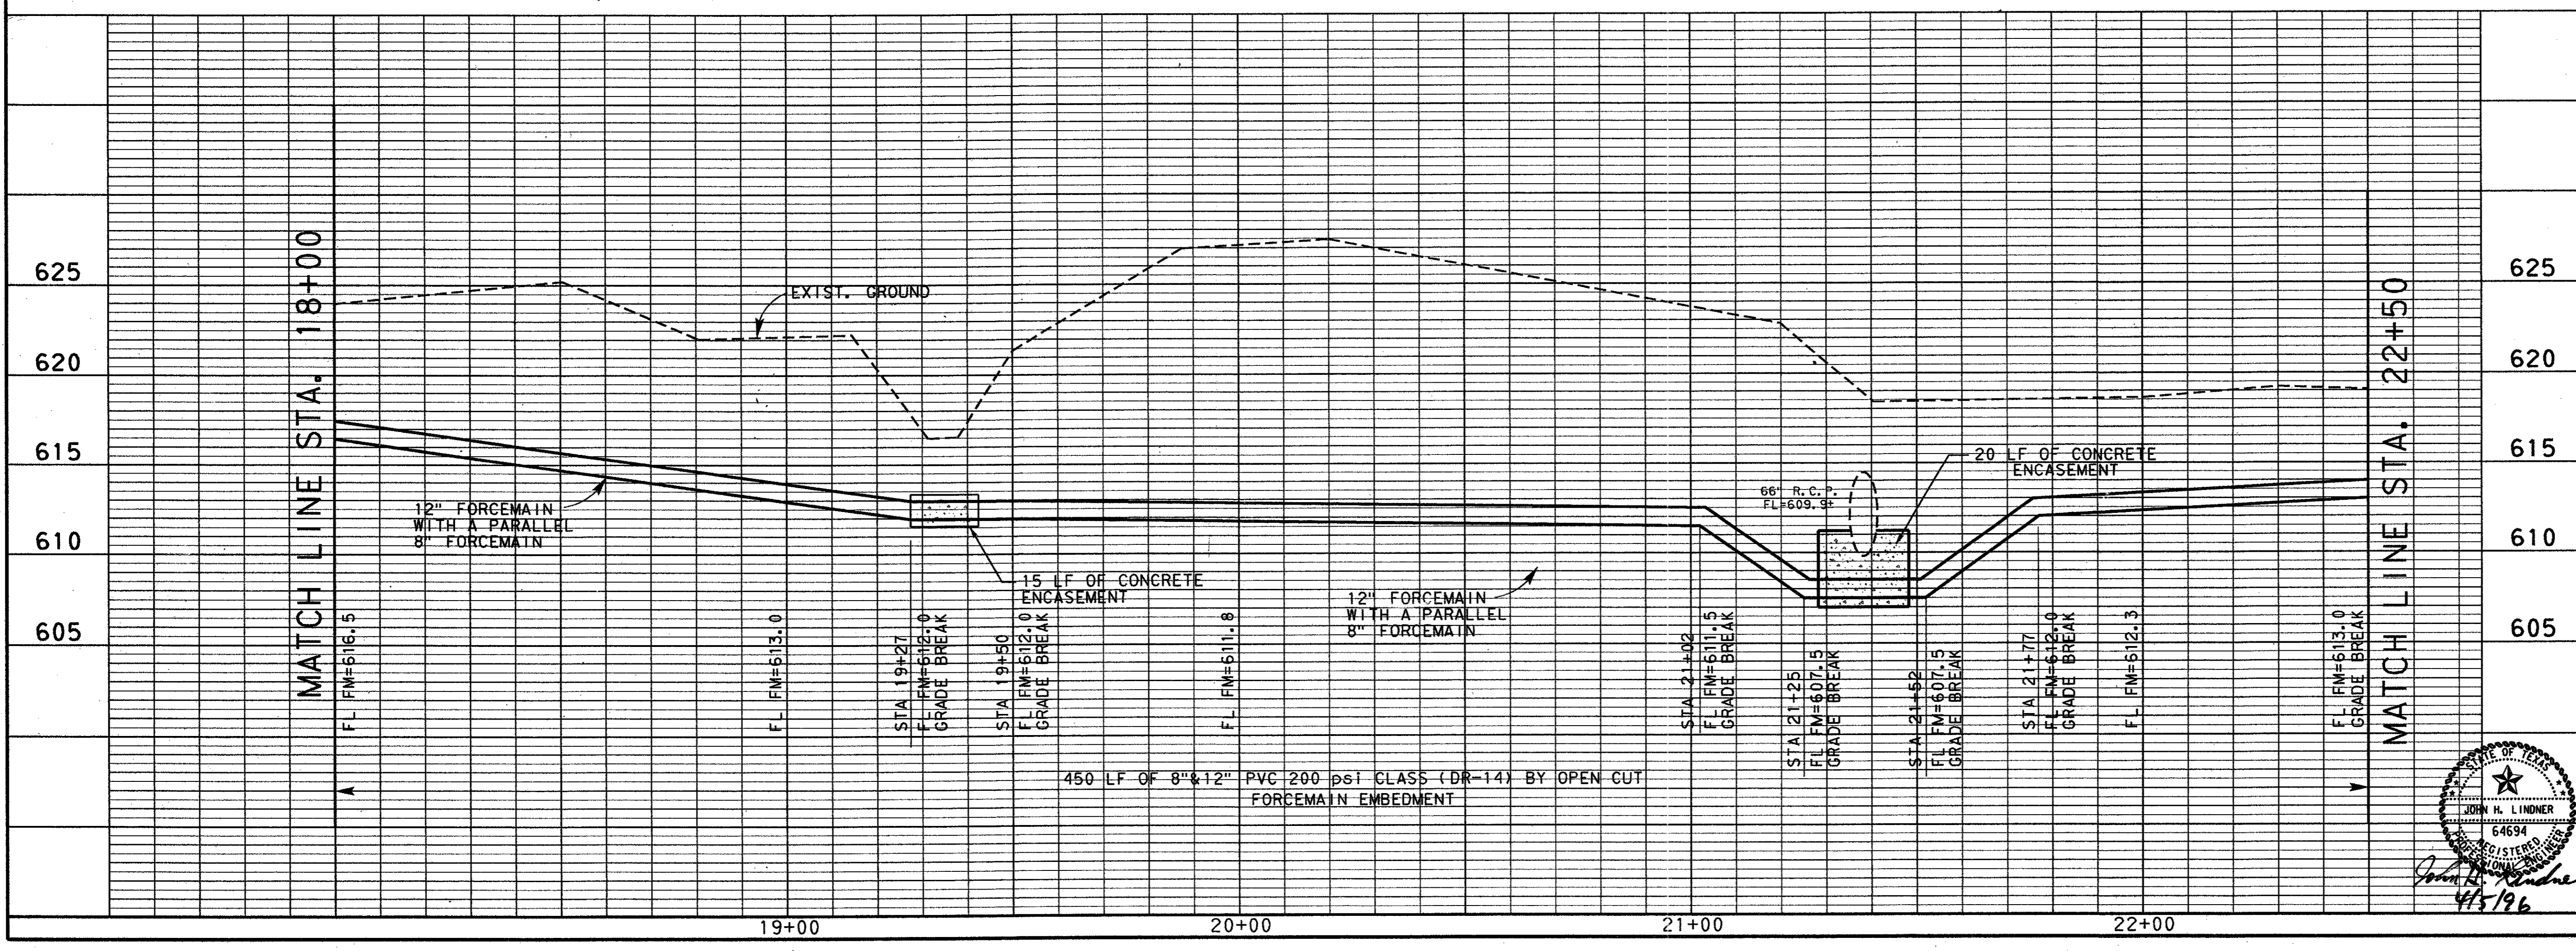 625
620
615
610
605
MATCH LINE STA. 18+00
EXIST. GROUND
12" FORCEMAIN
WITH A PARALLEL
8" FORCEMAIN
15 LF OF CONCRETE
ENCASEMENT
12" FORCEMAIN
WITH A PARALLEL
8" FORCEMAIN
66" R.C.P.
FL=609.9±
20 LF OF CONCRETE
ENCASEMENT
FL FM=616.5
FL FM=613.0
STA 19+27
FL FM=612.0
GRADE BREAK
STA 19+50
FL FM=612.0
GRADE BREAK
FL FM=611.8
STA 21+02
FL FM=611.5
GRADE BREAK
STA 21+25
FL FM=607.5
GRADE BREAK
STA 21+52
FL FM=607.5
GRADE BREAK
STA 21+77
FL FM=612.0
GRADE BREAK
FL FM=612.3
FL FM=613.0
GRADE BREAK
MATCH LINE STA. 22+50
625
620
615
610
605
450 LF OF 8"&12" PVC 200 psi CLASS (DR-14) BY OPEN CUT
FORCEMAIN EMBEDMENT
STATE OF TEXAS
JOHN H. LINDNER
64694
REGISTERED
PROFESSIONAL ENGINEER
John H. Lindner
4/5/96
19+00
20+00
21+00
22+00